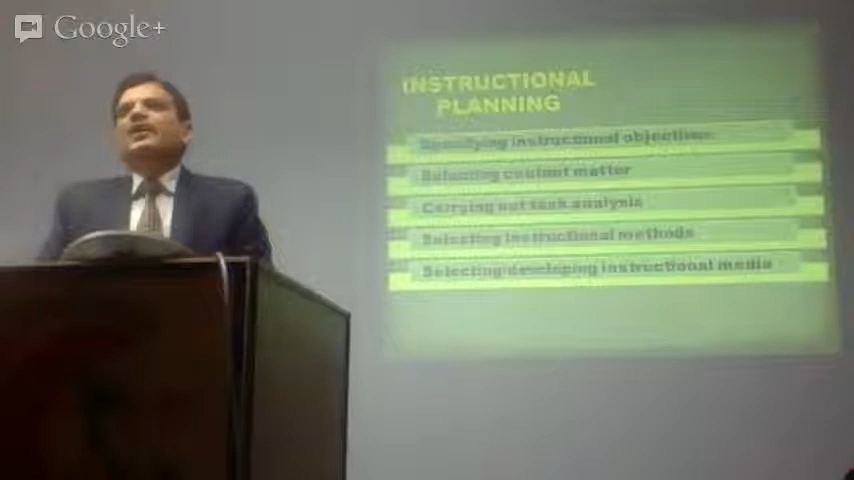 Google+
INSTRUCTIONAL
PLANNING
Specifying instructional objectives
Selecting content matter
Carrying out task analysis
Selecting instructional methods
Selecting/developing instructional media